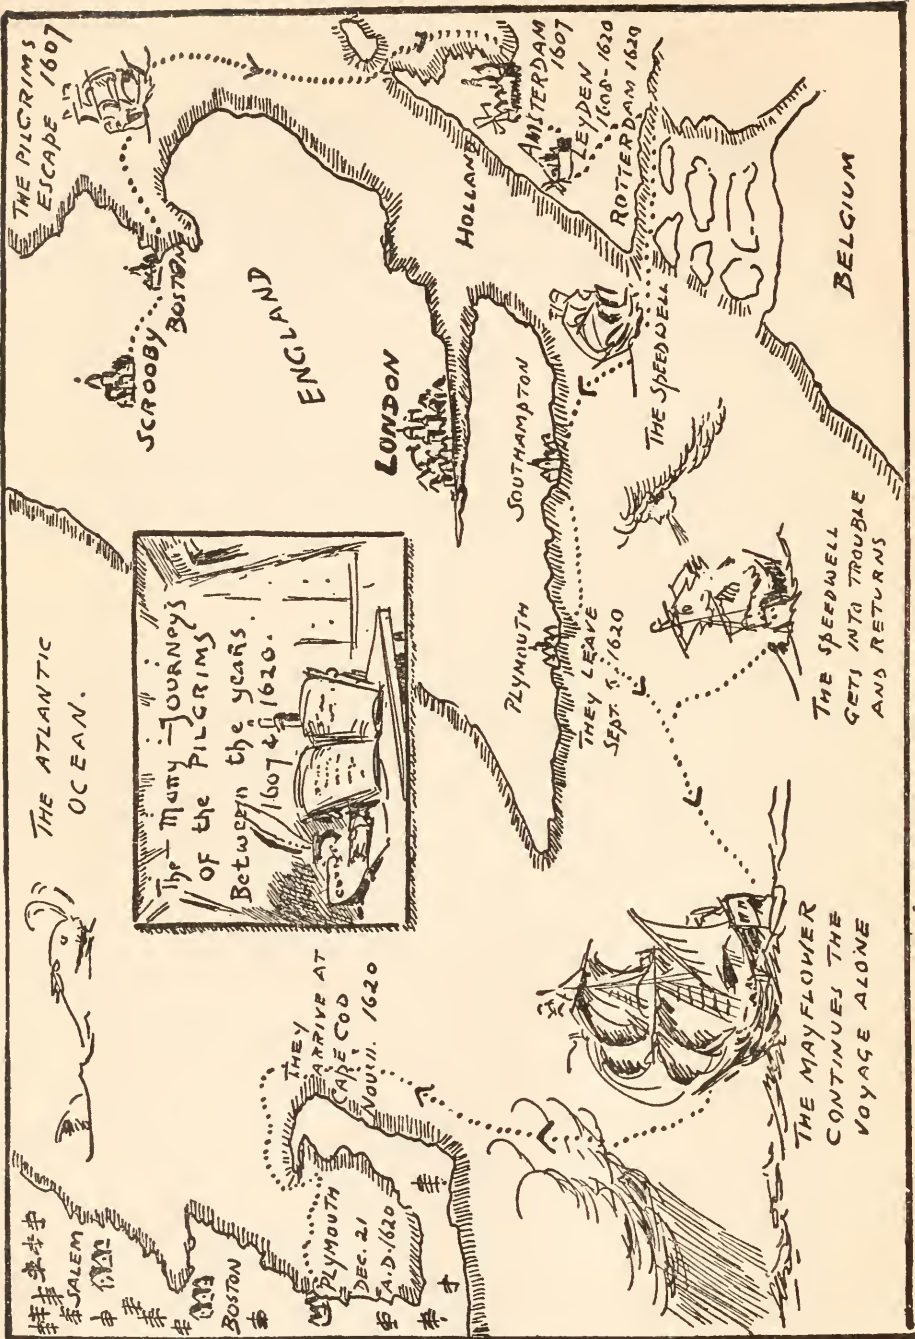 THE PILGRIMS
ESCAPE 1607
THE ATLANTIC
OCEAN.
SALEM
SCROOBY
BOSTON
The Many Journeys
OF the PILGRIMS
Between the years.
1607 & 1620.
ENGLAND
BOSTON
THEY
ARRIVE AT
CAPE COD
NOV 11. 1620
PLYMOUTH
DEC. 21
A.D. 1620
LONDON
HOLLAND
AMSTERDAM
1607
LEYDEN
1608-1620
ROTTERDAM 1620
SOUTHAMPTON
PLYMOUTH
THEY LEAVE
SEPT. 6 1620
THE SPEEDWELL
THE SPEEDWELL
GETS INTO TROUBLE
AND RETURNS
BELGIUM
THE MAYFLOWER
CONTINUES THE
VOYAGE ALONE